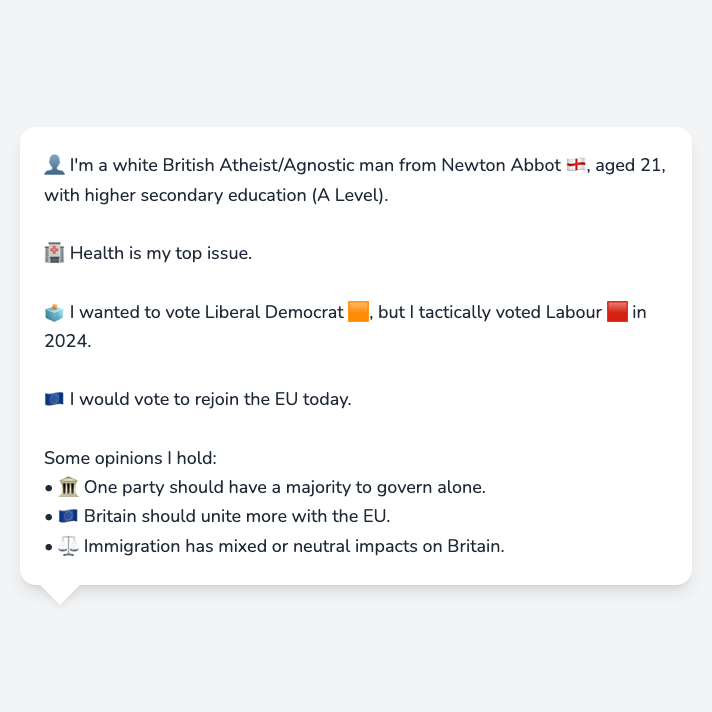 👤 I'm a white British Atheist/Agnostic man from Newton Abbot 🏴󠁧󠁢󠁥󠁮󠁧󠁿, aged 21,
with higher secondary education (A Level).
🏥 Health is my top issue.
🗳️ I wanted to vote Liberal Democrat 🟧, but I tactically voted Labour 🟥 in
2024.
🇪🇺 I would vote to rejoin the EU today.
Some opinions I hold:
• 🏛️ One party should have a majority to govern alone.
• 🇪🇺 Britain should unite more with the EU.
• ⚖️ Immigration has mixed or neutral impacts on Britain.